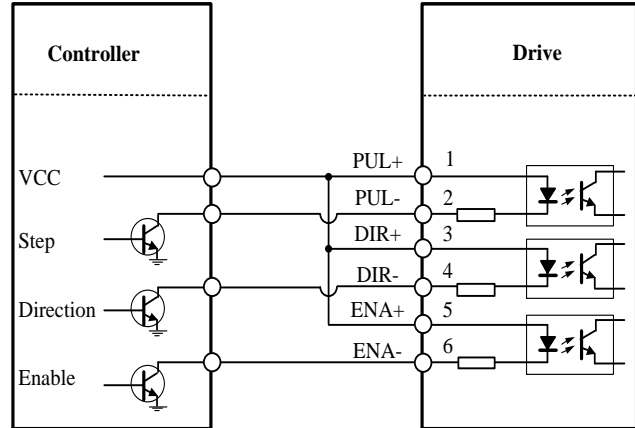 Controller
Drive
VCC
PUL+
1
PUL-
2
Step
DIR+
3
DIR-
4
Direction
ENA+
5
ENA-
6
Enable